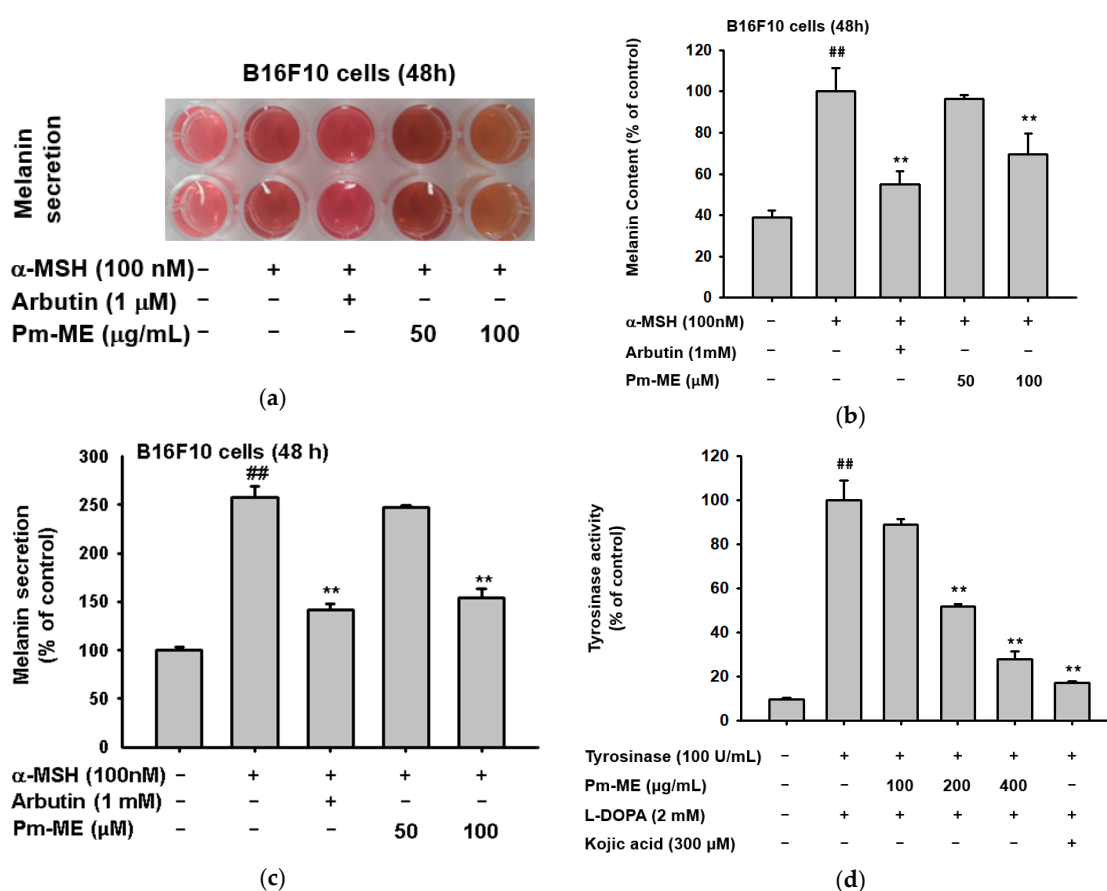 B16F10 cells (48h)
Melanin
secretion
α-MSH (100 nM) − + + + +
Arbutin (1 μM) − − + − −
Pm-ME (μg/mL) − − − 50 100
(a)
B16F10 cells (48h)
Melanin Content (% of control)
120
100
80
60
40
20
0
##
**
**
α-MSH (100nM) − + + + +
Arbutin (1mM) − − + − −
Pm-ME (μM) − − − 50 100
(b)
B16F10 cells (48 h)
Melanin secretion
(% of control)
300
250
200
150
100
50
0
##
**
**
α-MSH (100nM) − + + + +
Arbutin (1 mM) − − + − −
Pm-ME (μM) − − − 50 100
(c)
Tyrosinase activity
(% of control)
120
100
80
60
40
20
0
##
**
**
**
Tyrosinase (100 U/mL) − + + + + +
Pm-ME (μg/mL) − − 100 200 400 −
L-DOPA (2 mM) − + + + + +
Kojic acid (300 μM) − − − − − +
(d)